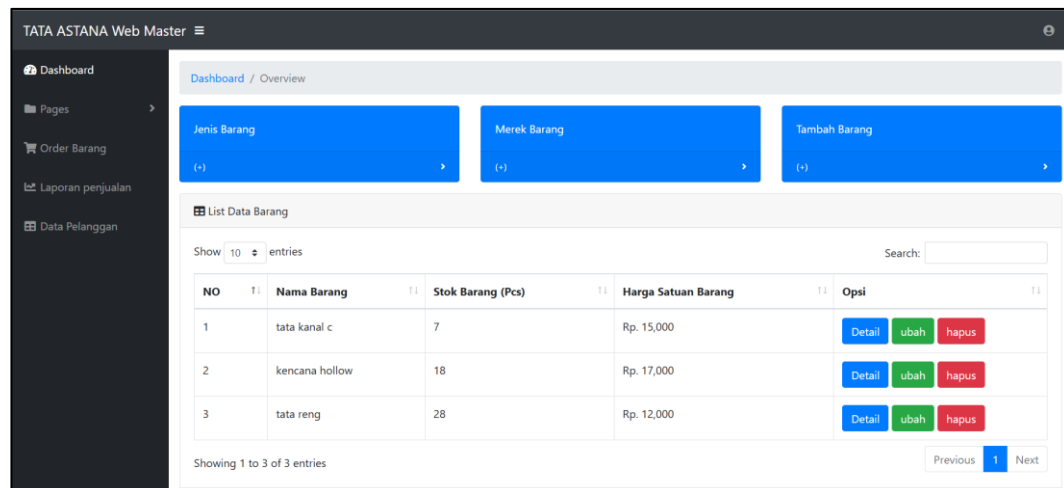 TATA ASTANA Web Master
Dashboard
Pages
Order Barang
Laporan penjualan
Data Pelanggan
Dashboard / Overview
Jenis Barang Merek Barang Tambah Barang
(+) (+) (+)
List Data Barang
Show 10 entries Search:
NO Nama Barang Stok Barang (Pcs) Harga Satuan Barang Opsi
1 tata kanal c 7 Rp. 15,000 Detail ubah hapus
2 kencana hollow 18 Rp. 17,000 Detail ubah hapus
3 tata reng 28 Rp. 12,000 Detail ubah hapus
Showing 1 to 3 of 3 entries Previous 1 Next